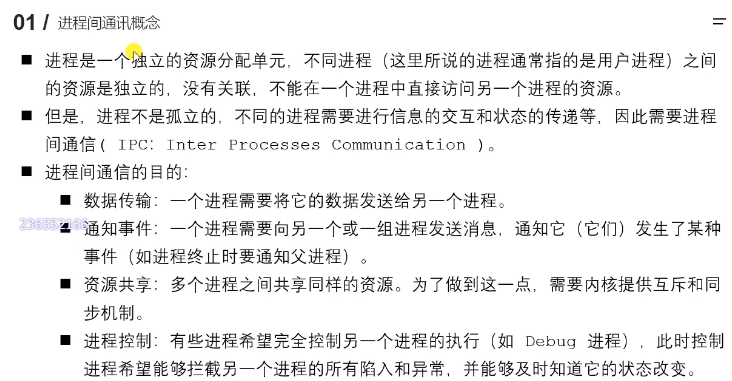 01 / 进程间通讯概念
■ 进程是一个独立的资源分配单元，不同进程（这里所说的进程通常指的是用户进程）之间
的资源是独立的，没有关联，不能在一个进程中直接访问另一个进程的资源。
■ 但是，进程不是孤立的，不同的进程需要进行信息的交互和状态的传递等，因此需要进程
间通信( IPC: Inter Processes Communication )。
■ 进程间通信的目的：
■ 数据传输：一个进程需要将它的数据发送给另一个进程。
■ 通知事件：一个进程需要向另一个或一组进程发送消息，通知它（它们）发生了某种
事件（如进程终止时要通知父进程）。
■ 资源共享：多个进程之间共享同样的资源。为了做到这一点，需要内核提供互斥和同
步机制。
■ 进程控制：有些进程希望完全控制另一个进程的执行（如 Debug 进程），此时控制
进程希望能够拦截另一个进程的所有陷入和异常，并能够及时知道它的状态改变。